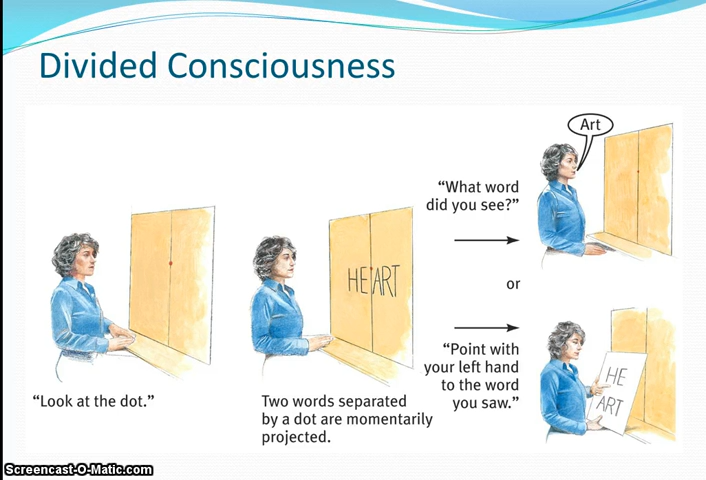 Divided Consciousness
"Look at the dot."
HE·ART
Two words separated
by a dot are momentarily
projected.
"What word
did you see?"
Art
or
"Point with
your left hand
to the word
you saw."
HE
ART
Screencast-O-Matic.com